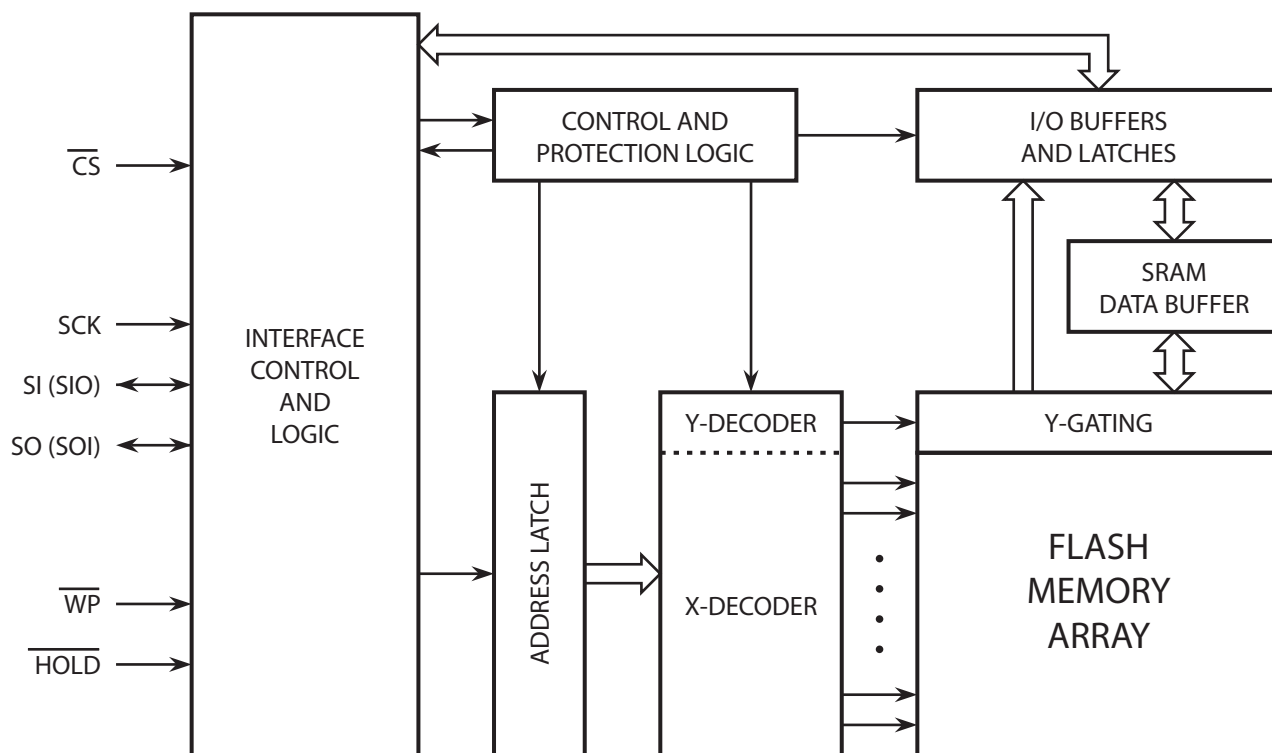 CONTROL AND
PROTECTION LOGIC
I/O BUFFERS
AND LATCHES
CS
SRAM
DATA BUFFER
SCK
SI (SIO)
SO (SOI)
INTERFACE
CONTROL
AND
LOGIC
Y-DECODER
Y-GATING
ADDRESS LATCH
X-DECODER
FLASH
MEMORY
ARRAY
WP
HOLD